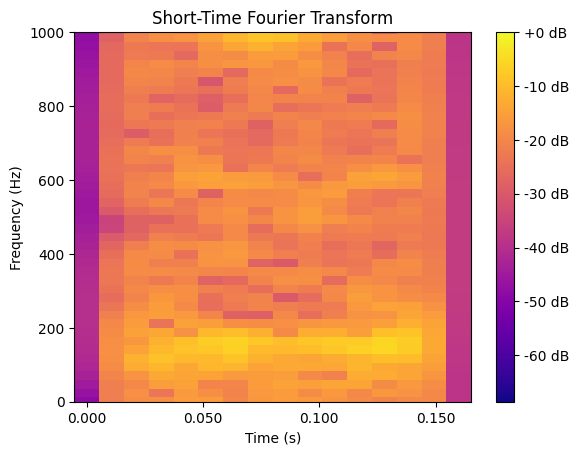 Short-Time Fourier Transform
1000
800
600
400
200
0
Frequency (Hz)
0.000
0.050
0.100
0.150
Time (s)
+0 dB
-10 dB
-20 dB
-30 dB
-40 dB
-50 dB
-60 dB